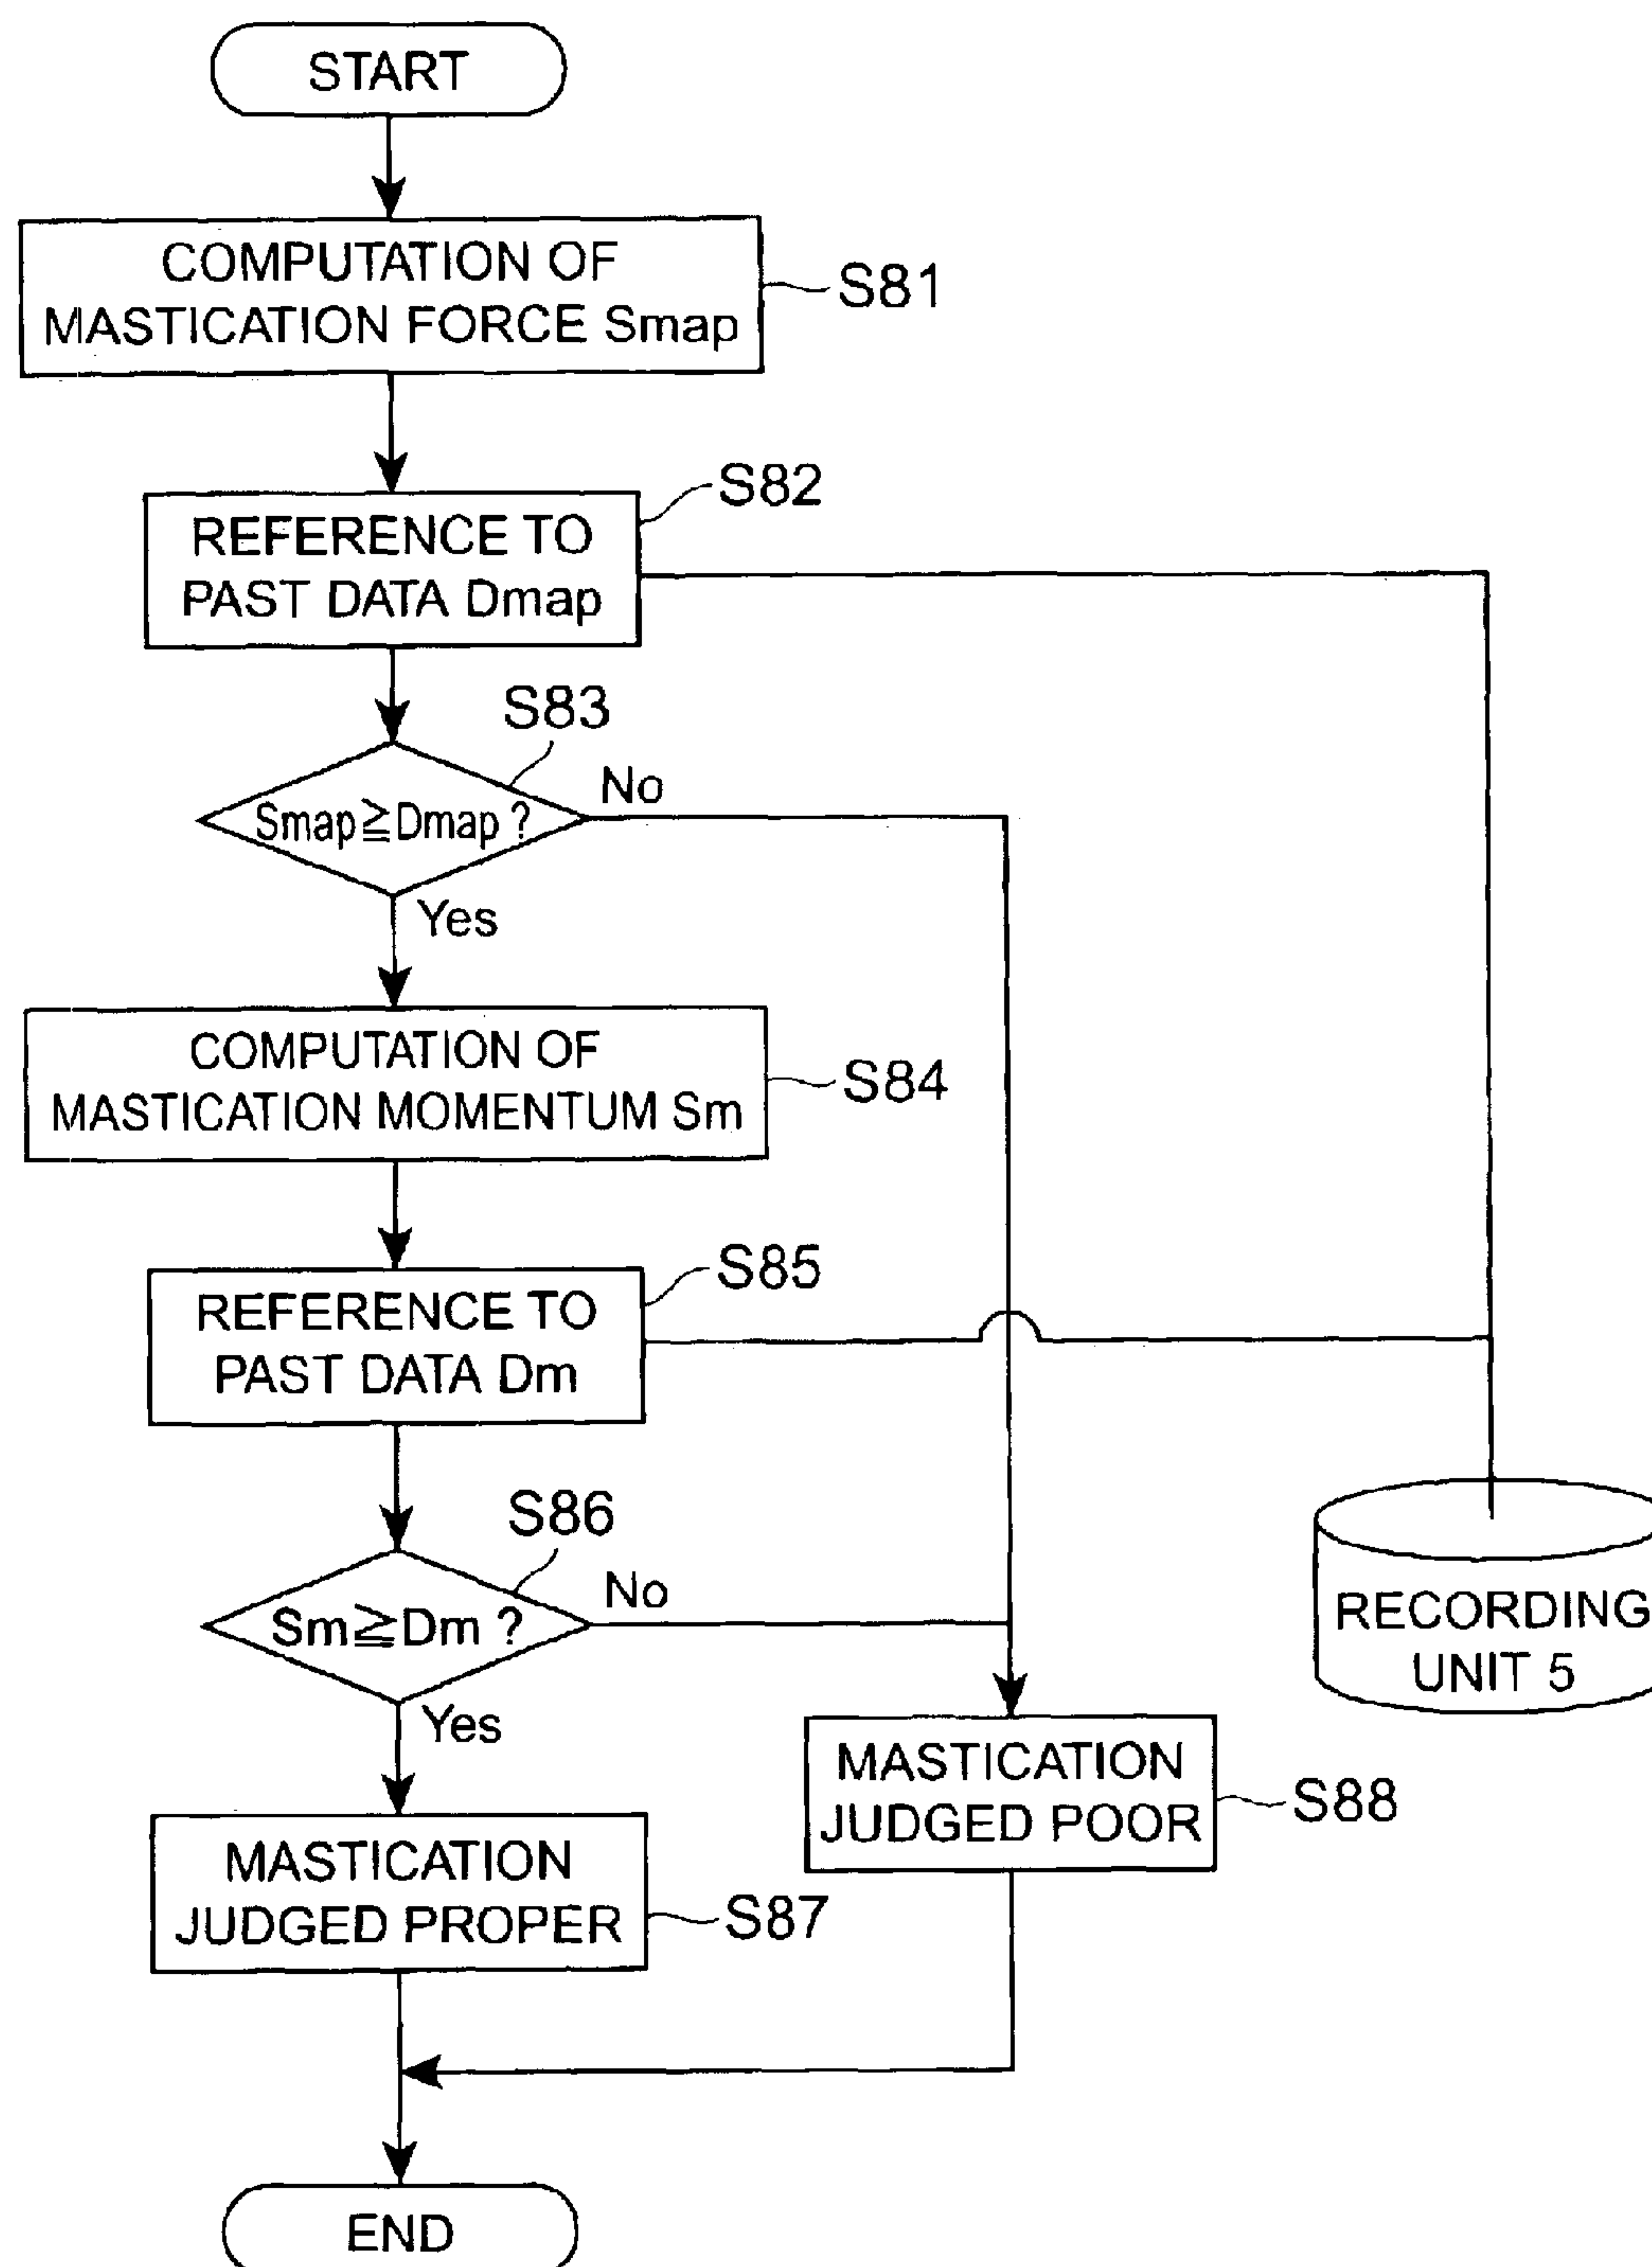 START
COMPUTATION OF
MASTICATION FORCE Smap
S81
REFERENCE TO
PAST DATA Dmap
S82
S83
Smap≧Dmap ?
No
Yes
COMPUTATION OF
MASTICATION MOMENTUM Sm
S84
REFERENCE TO
PAST DATA Dm
S85
S86
Sm≧Dm ?
No
Yes
RECORDING
UNIT 5
MASTICATION
JUDGED POOR
S88
MASTICATION
JUDGED PROPER
S87
END